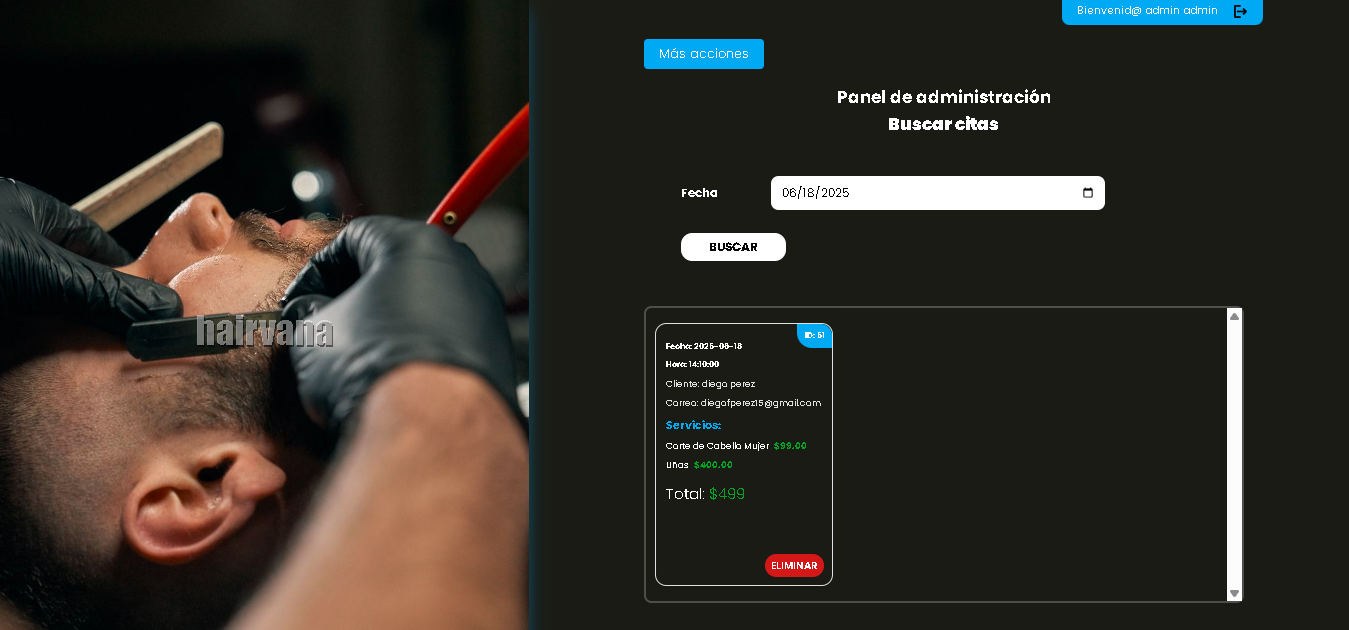 Bienvenid@ admin admin
Más acciones
Panel de administración
Buscar citas
Fecha
06/18/2025
BUSCAR
hairvana
ID: 51
Fecha: 2025-06-18
Hora: 14:10:00
Cliente: diego perez
Correo: diegofperez15@gmail.com
Servicios:
Corte de Cabello Mujer $99.00
Uñas $400.00
Total: $499
ELIMINAR